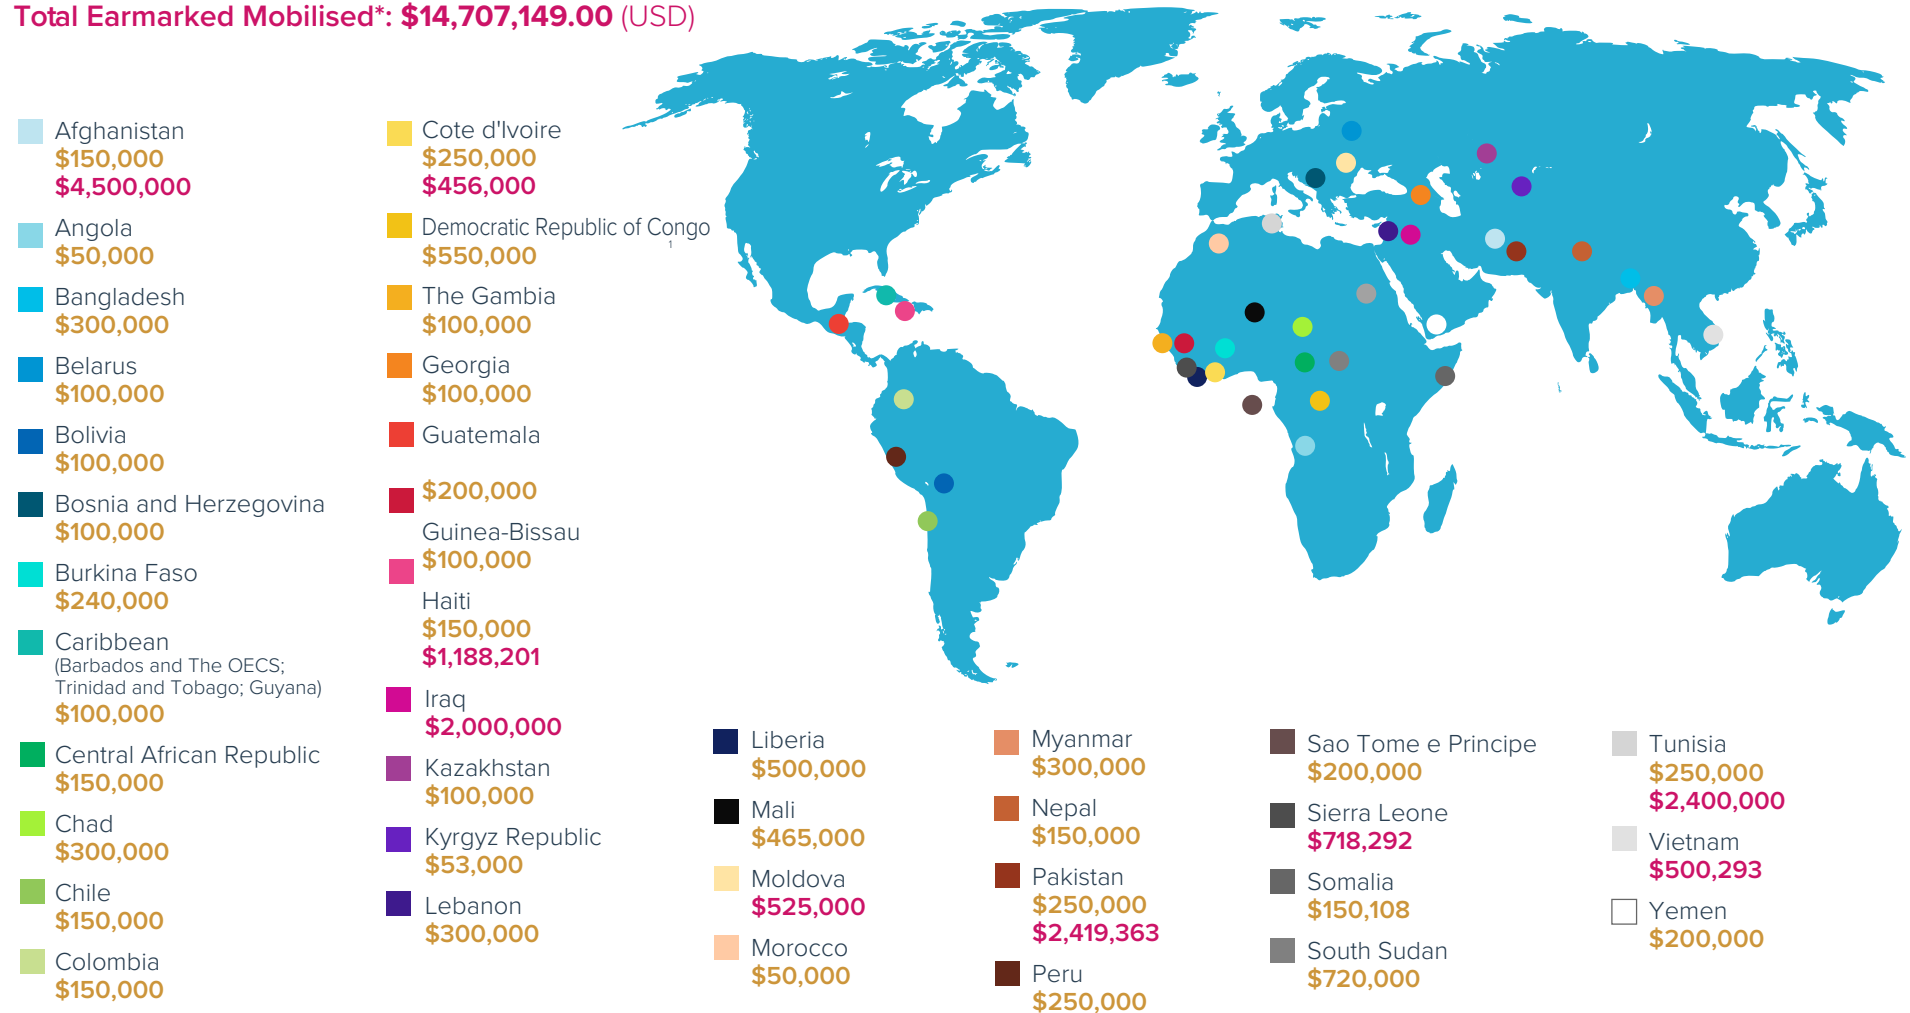 Total Earmarked Mobilised*: $14,707,149.00 (USD)
Afghanistan
$150,000
$4,500,000
Angola
$50,000
Bangladesh
$300,000
Belarus
$100,000
Bolivia
$100,000
Bosnia and Herzegovina
$100,000
Burkina Faso
$240,000
Caribbean
(Barbados and The OECS;
Trinidad and Tobago; Guyana)
$100,000
Central African Republic
$150,000
Chad
$300,000
Chile
$150,000
Colombia
$150,000
Cote d'Ivoire
$250,000
$456,000
Democratic Republic of Congo
1
$550,000
The Gambia
$100,000
Georgia
$100,000
Guatemala
$200,000
Guinea-Bissau
$100,000
Haiti
$150,000
$1,188,201
Iraq
$2,000,000
Kazakhstan
$100,000
Kyrgyz Republic
$53,000
Lebanon
$300,000
Liberia
$500,000
Mali
$465,000
Moldova
$525,000
Morocco
$50,000
Myanmar
$300,000
Nepal
$150,000
Pakistan
$250,000
$2,419,363
Peru
$250,000
Sao Tome e Principe
$200,000
Sierra Leone
$718,292
Somalia
$150,108
South Sudan
$720,000
Tunisia
$250,000
$2,400,000
Vietnam
$500,293
Yemen
$200,000